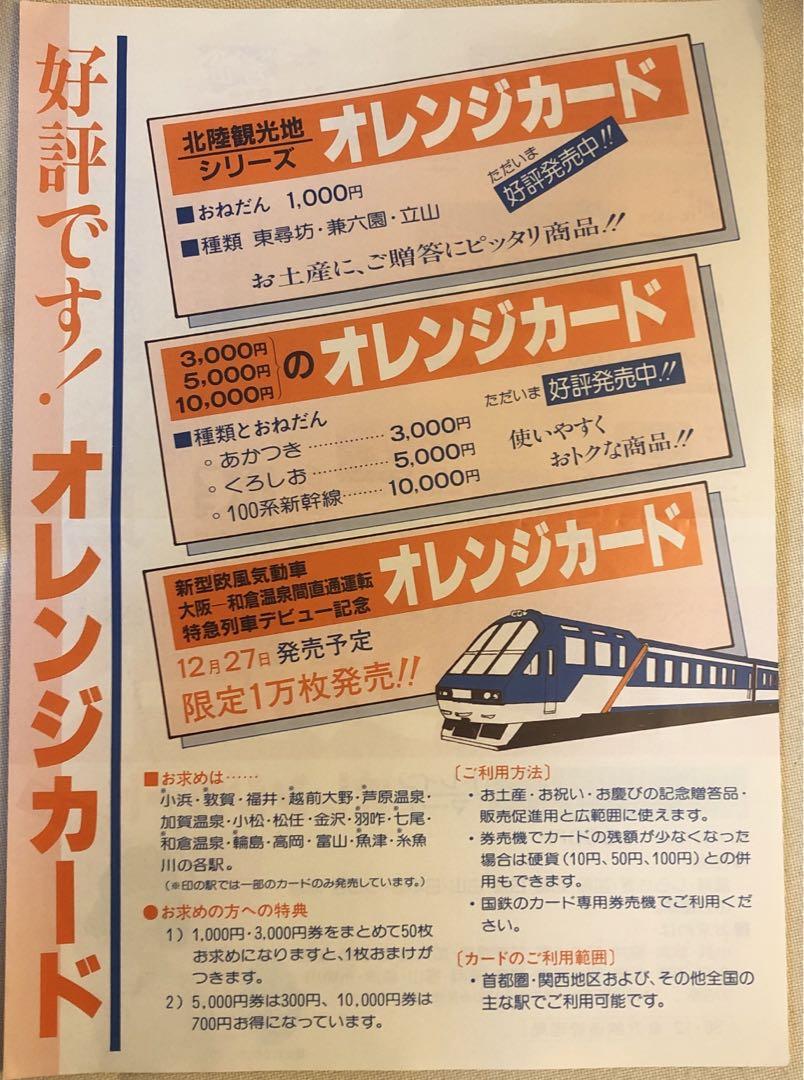 好評です！オレンジカード
北陸観光地
シリーズ
オレンジカード
■おねだん 1,000円
■種類 東尋坊・兼六園・立山
ただいま
好評発売中!!
お土産に、ご贈答にピッタリ商品!!
3,000円
5,000円
10,000円
のオレンジカード
■種類とおねだん
○あかつき…………… 3,000円
○くろしお…………… 5,000円
○100系新幹線…… 10,000円
ただいま 好評発売中!!
使いやすく
おトクな商品!!
新型欧風気動車
大阪―和倉温泉間直通運転
特急列車デビュー記念
オレンジカード
12月27日 発売予定
限定1万枚発売!!
■お求めは……
小浜・敦賀・福井・越前大野・芦原温泉・
加賀温泉・小松・松任・金沢・羽咋・七尾・
和倉温泉・輪島・高岡・富山・魚津・糸魚
川の各駅。
(※印の駅では一部のカードのみ発売しています。)
●お求めの方への特典
1) 1,000円・3,000円券をまとめて50枚
お求めになりますと、1枚おまけが
つきます。
2) 5,000円券は300円、10,000円券は
700円お得になっています。
〔ご利用方法〕
・お土産・お祝い・お慶びの記念贈答品・
販売促進用と広範囲に使えます。
・券売機でカードの残額が少なくなった
場合は硬貨(10円、50円、100円)との併
用もできます。
・国鉄のカード専用券売機でご利用くだ
さい。
〔カードのご利用範囲〕
・首都圏・関西地区および、その他全国の
主な駅でご利用可能です。